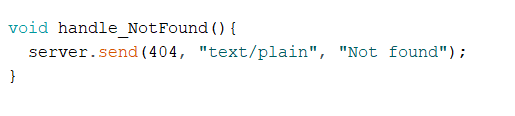 void handle_NotFound(){
  server.send(404, "text/plain", "Not found");
}